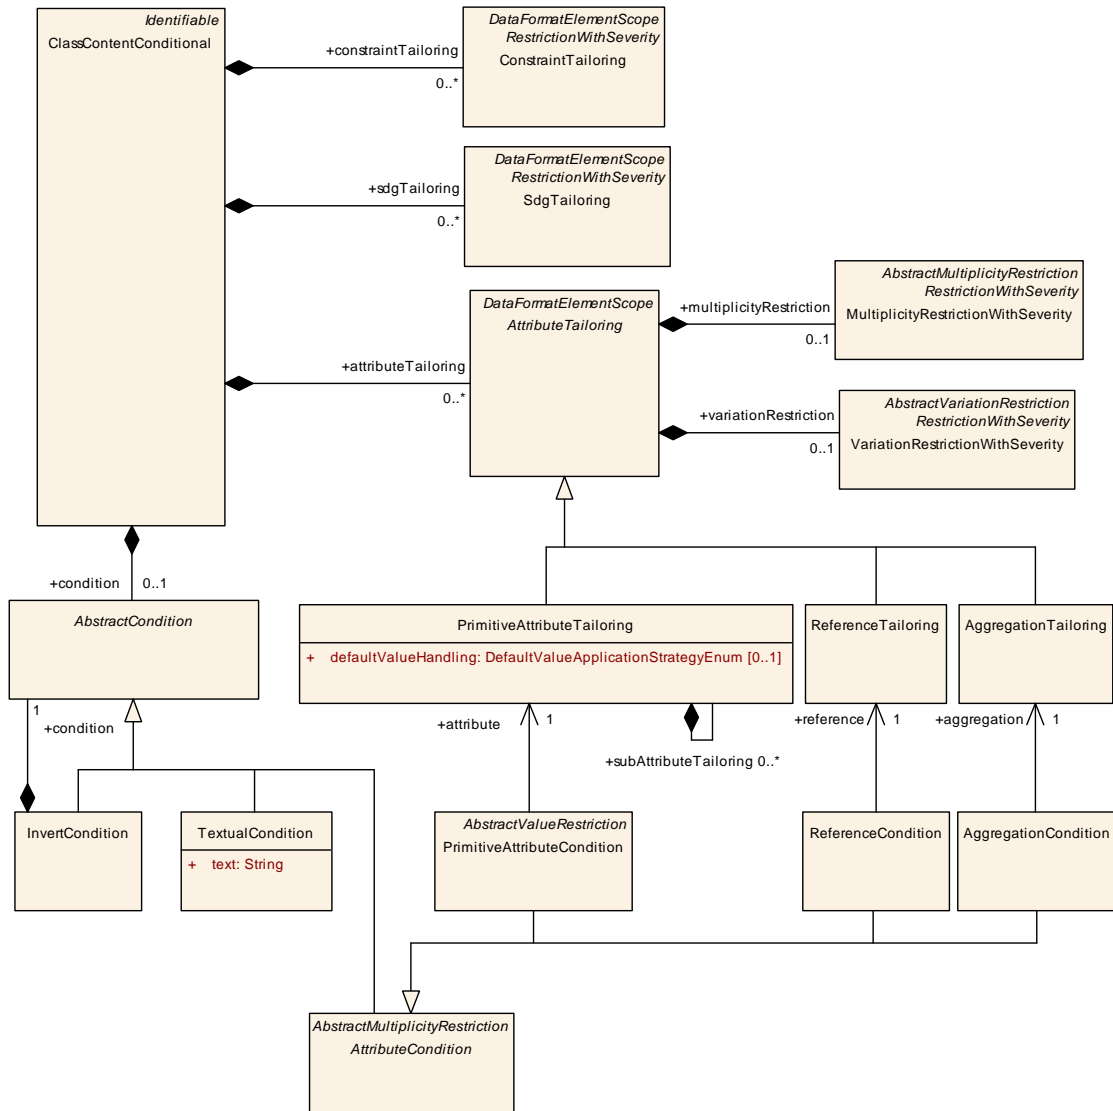 Identifiable
ClassContentConditional
+constraintTailoring
0..*
DataFormatElementScope
RestrictionWithSeverity
ConstraintTailoring
+sdgTailoring
0..*
DataFormatElementScope
RestrictionWithSeverity
SdgTailoring
+attributeTailoring
0..*
DataFormatElementScope
AttributeTailoring
+multiplicityRestriction
0..1
AbstractMultiplicityRestriction
RestrictionWithSeverity
MultiplicityRestrictionWithSeverity
+variationRestriction
0..1
AbstractVariationRestriction
RestrictionWithSeverity
VariationRestrictionWithSeverity
+condition 0..1
AbstractCondition
PrimitiveAttributeTailoring
+ defaultValueHandling: DefaultValueApplicationStrategyEnum [0..1]
ReferenceTailoring
AggregationTailoring
1
+condition
+attribute 1
+subAttributeTailoring 0..*
+reference 1
+aggregation 1
InvertCondition
TextualCondition
+ text: String
AbstractValueRestriction
PrimitiveAttributeCondition
ReferenceCondition
AggregationCondition
AbstractMultiplicityRestriction
AttributeCondition